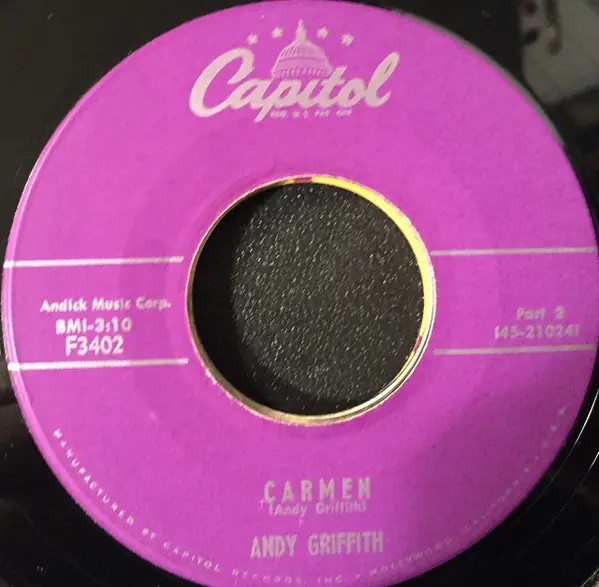 Capitol
REG. U.S. PAT. OFF.
Andick Music Corp.
BMI-3:10
F3402
Part 2
(45-21024)
CARMEN
(Andy Griffith)
ANDY GRIFFITH
MANUFACTURED BY CAPITOL RECORDS, INC. • HOLLYWOOD, CALIFORNIA • U.S.A.